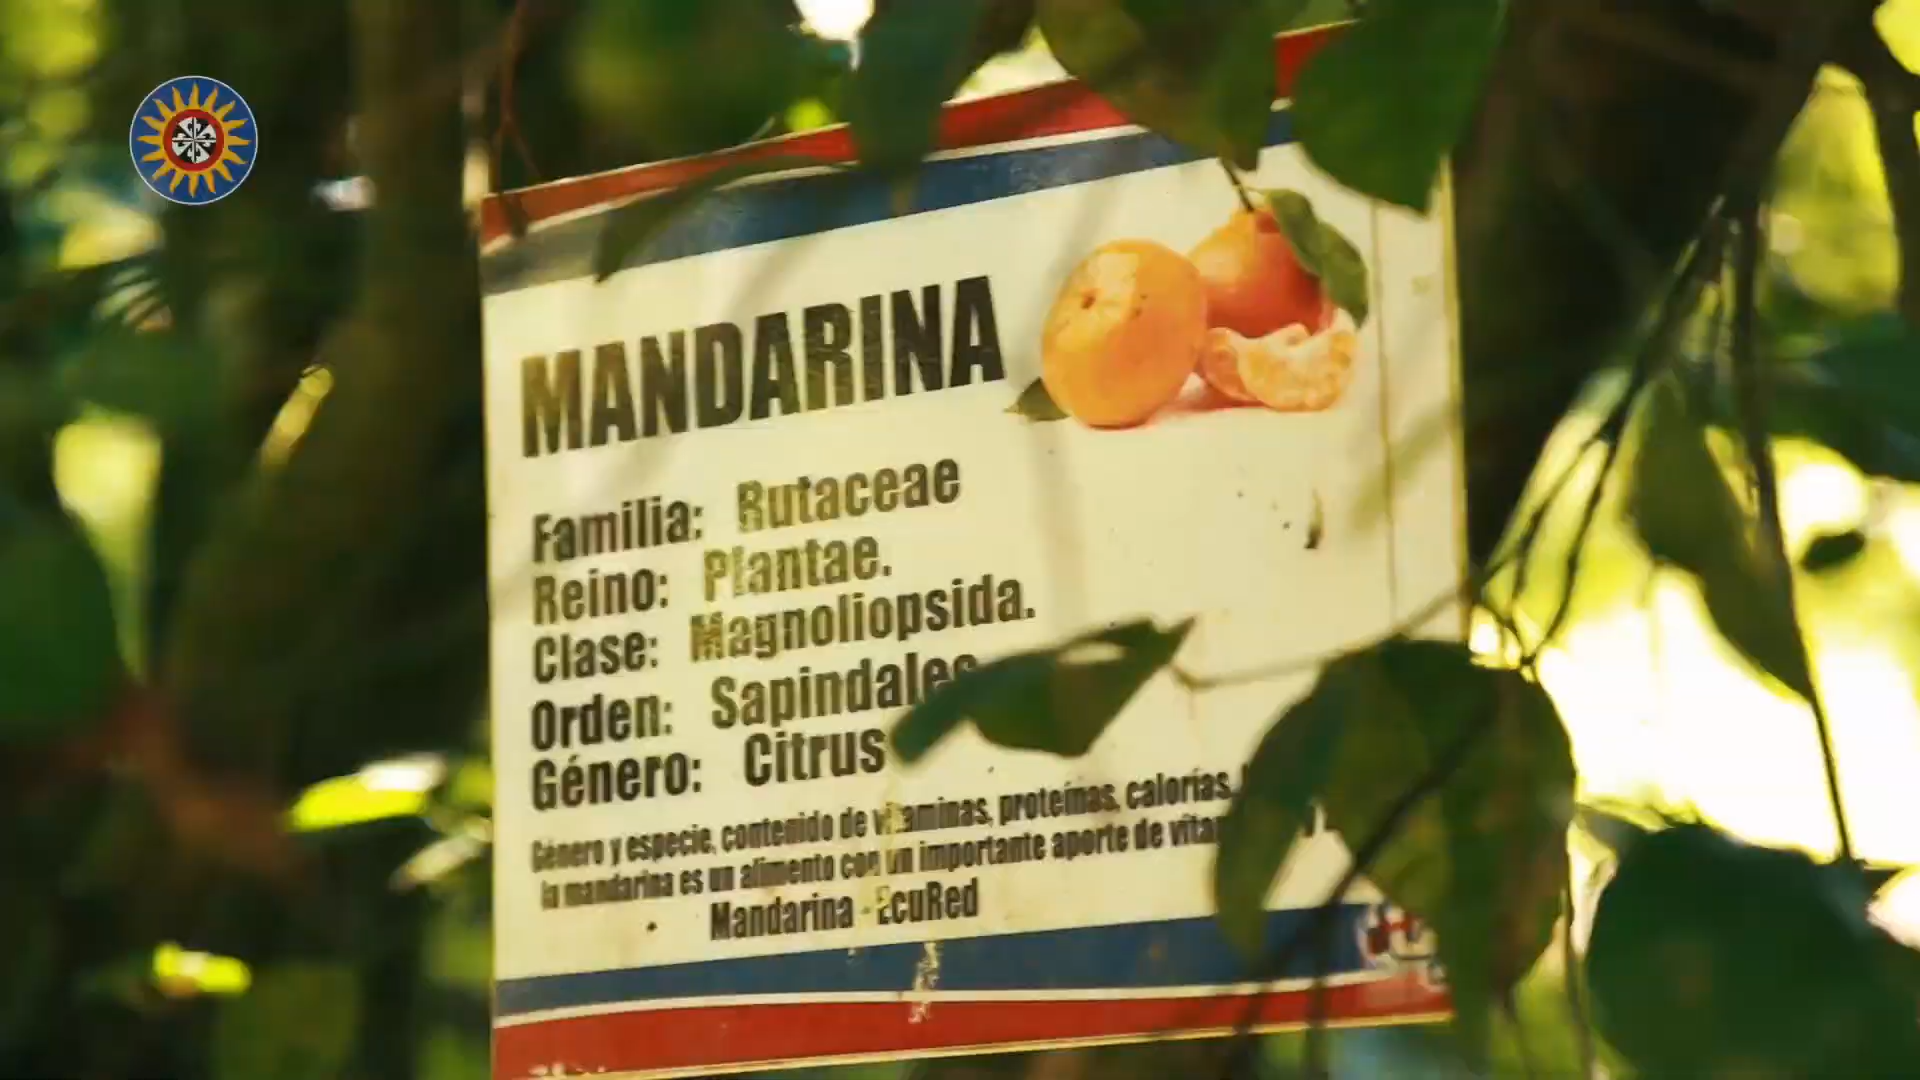 MANDARINA
Familia: Rutaceae
Reino: Plantae.
Clase: Magnoliopsida.
Orden: Sapindales
Género: Citrus
Género y especie, contenido de vitaminas, proteínas, calorías,
la mandarina es un alimento con un importante aporte de
Mandarina - EcuRed